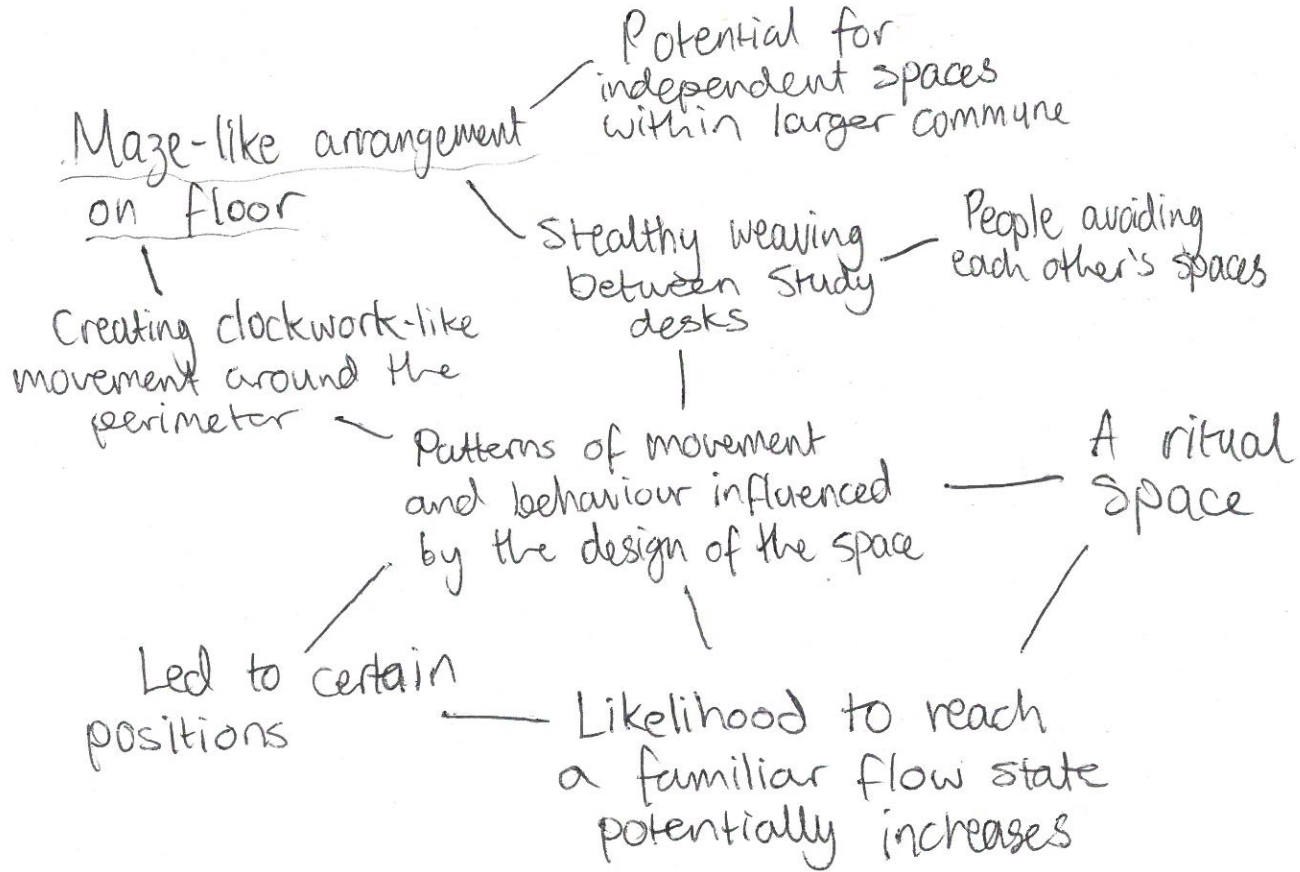 Potential for
independent spaces
within larger commune
Maze-like arrangement
on floor
Stealthy weaving
between study
desks
People avoiding
each other's spaces
Creating clockwork-like
movement around the
perimeter
Patterns of movement
and behaviour influenced
by the design of the space
A ritual
space
Led to certain
positions
Likelihood to reach
a familiar flow state
potentially increases